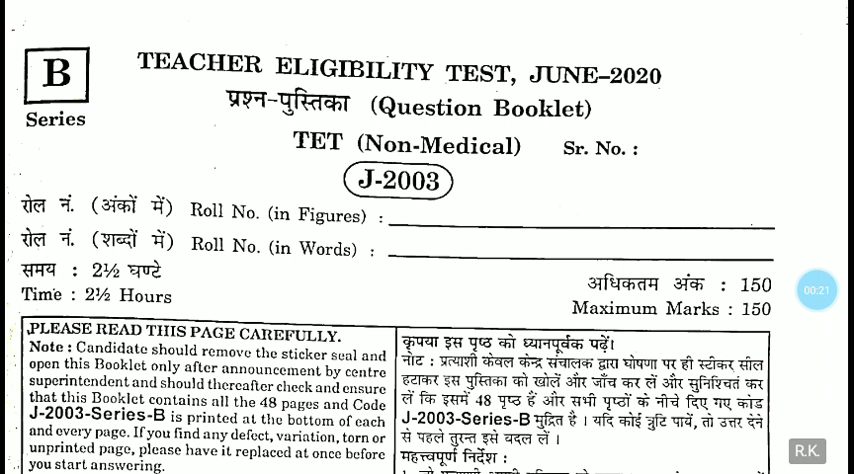 B
Series
TEACHER ELIGIBILITY TEST, JUNE–2020
प्रश्न-पुस्तिका (Question Booklet)
TET (Non-Medical) Sr. No. :
J-2003
रोल नं. (अंकों में) Roll No. (in Figures) :
रोल नं. (शब्दों में) Roll No. (in Words) :
समय : 2½ घण्टे
Time : 2½ Hours
अधिकतम अंक : 150
Maximum Marks : 150
00:21
PLEASE READ THIS PAGE CAREFULLY.
Note : Candidate should remove the sticker seal and
open this Booklet only after announcement by centre
superintendent and should thereafter check and ensure
that this Booklet contains all the 48 pages and Code
J-2003-Series-B is printed at the bottom of each
and every page. If you find any defect, variation, torn or
unprinted page, please have it replaced at once before
you start answering.
कृपया इस पृष्ठ को ध्यानपूर्वक पढ़ें।
नोट : प्रत्याशी केवल केन्द्र संचालक द्वारा घोषणा पर ही स्टीकर सील
हटाकर इस पुस्तिका को खोलें और जाँच कर लें और सुनिश्चित कर
लें कि इसमें 48 पृष्ठ हैं और सभी पृष्ठों के नीचे दिए गए कोड
J-2003-Series-B मुद्रित है । यदि कोई त्रुटि पायें, तो उत्तर देने
से पहले तुरन्त इसे बदल लें ।
महत्त्वपूर्ण निर्देश :
R.K.